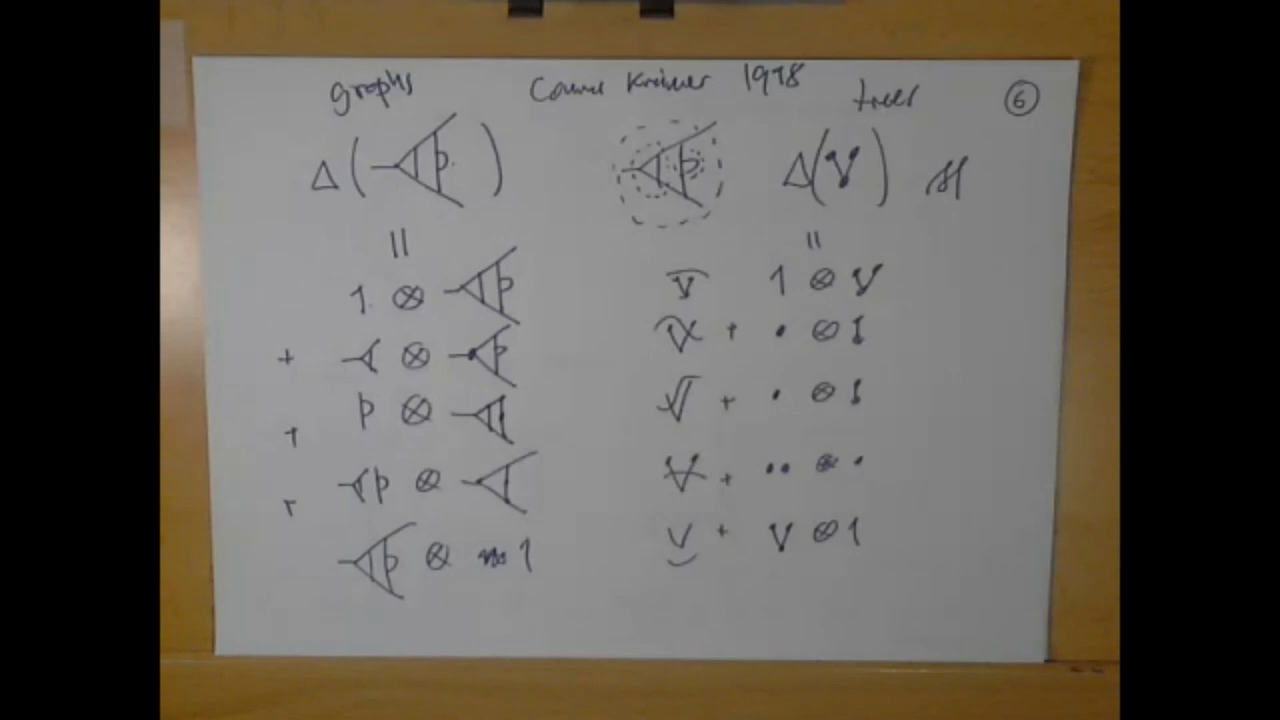 graphs Connes Kreimer 1998 trees ⑥
Δ( ) Δ( ) H
= =
1 ⊗ 1 ⊗
+ ⊗ + • ⊗
+ ⊗ + • ⊗
+ ⊗ + •• ⊗ •
⊗ 1 + ⊗ 1